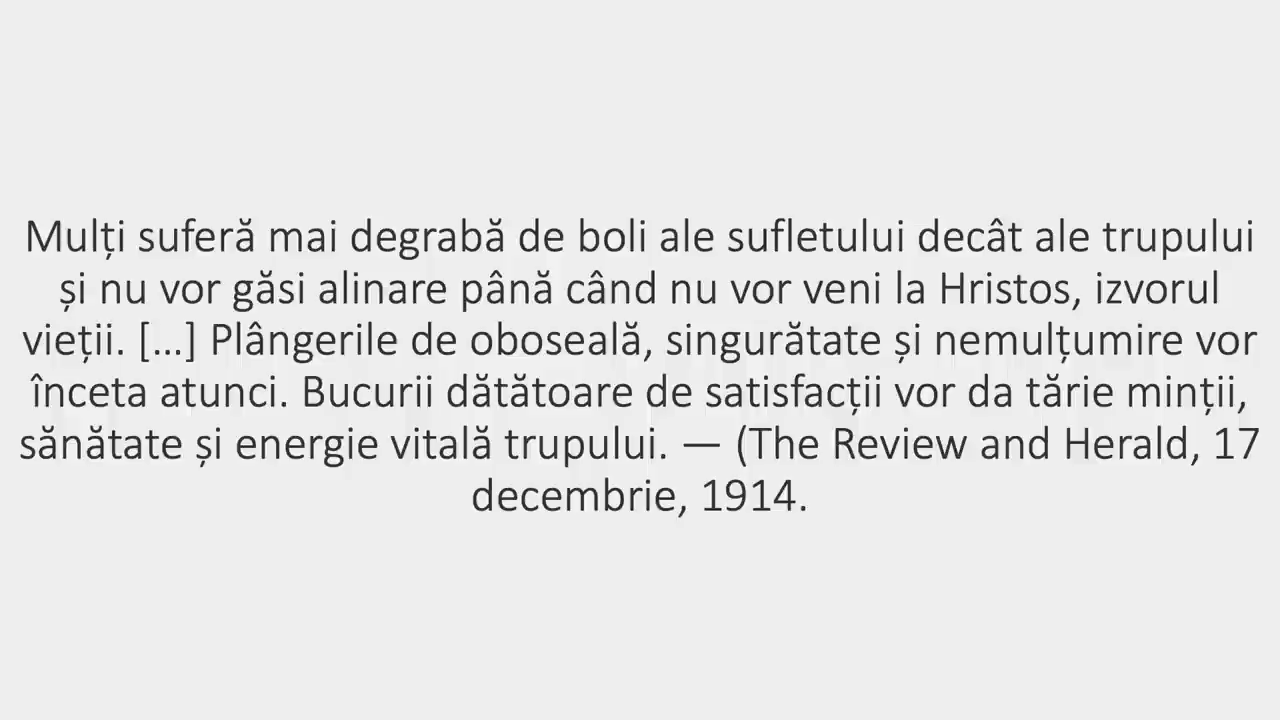 Mulți suferă mai degrabă de boli ale sufletului decât ale trupului
și nu vor găsi alinare până când nu vor veni la Hristos, izvorul
vieții. [...] Plângerile de oboseală, singurătate și nemulțumire vor
înceta atunci. Bucurii dătătoare de satisfacții vor da tărie minții,
sănătate și energie vitală trupului. — (The Review and Herald, 17
decembrie, 1914.